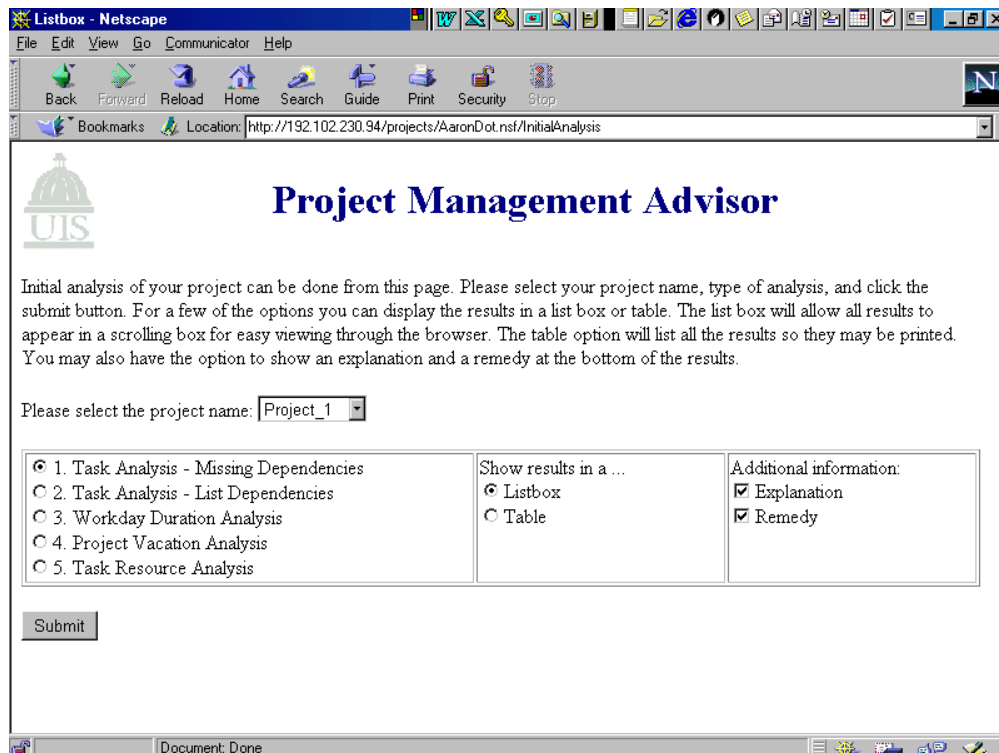 Listbox - Netscape
File Edit View Go Communicator Help
Back Forward Reload Home Search Guide Print Security Stop
N
Bookmarks Location: http://192.102.230.94/projects/AaronDot.nsf/InitialAnalysis
UIS
Project Management Advisor
Initial analysis of your project can be done from this page. Please select your project name, type of analysis, and click the
submit button. For a few of the options you can display the results in a list box or table. The list box will allow all results to
appear in a scrolling box for easy viewing through the browser. The table option will list all the results so they may be printed.
You may also have the option to show an explanation and a remedy at the bottom of the results.
Please select the project name: Project_1
1. Task Analysis - Missing Dependencies
2. Task Analysis - List Dependencies
3. Workday Duration Analysis
4. Project Vacation Analysis
5. Task Resource Analysis
Show results in a ...
Listbox
Table
Additional information:
Explanation
Remedy
Submit
Document: Done